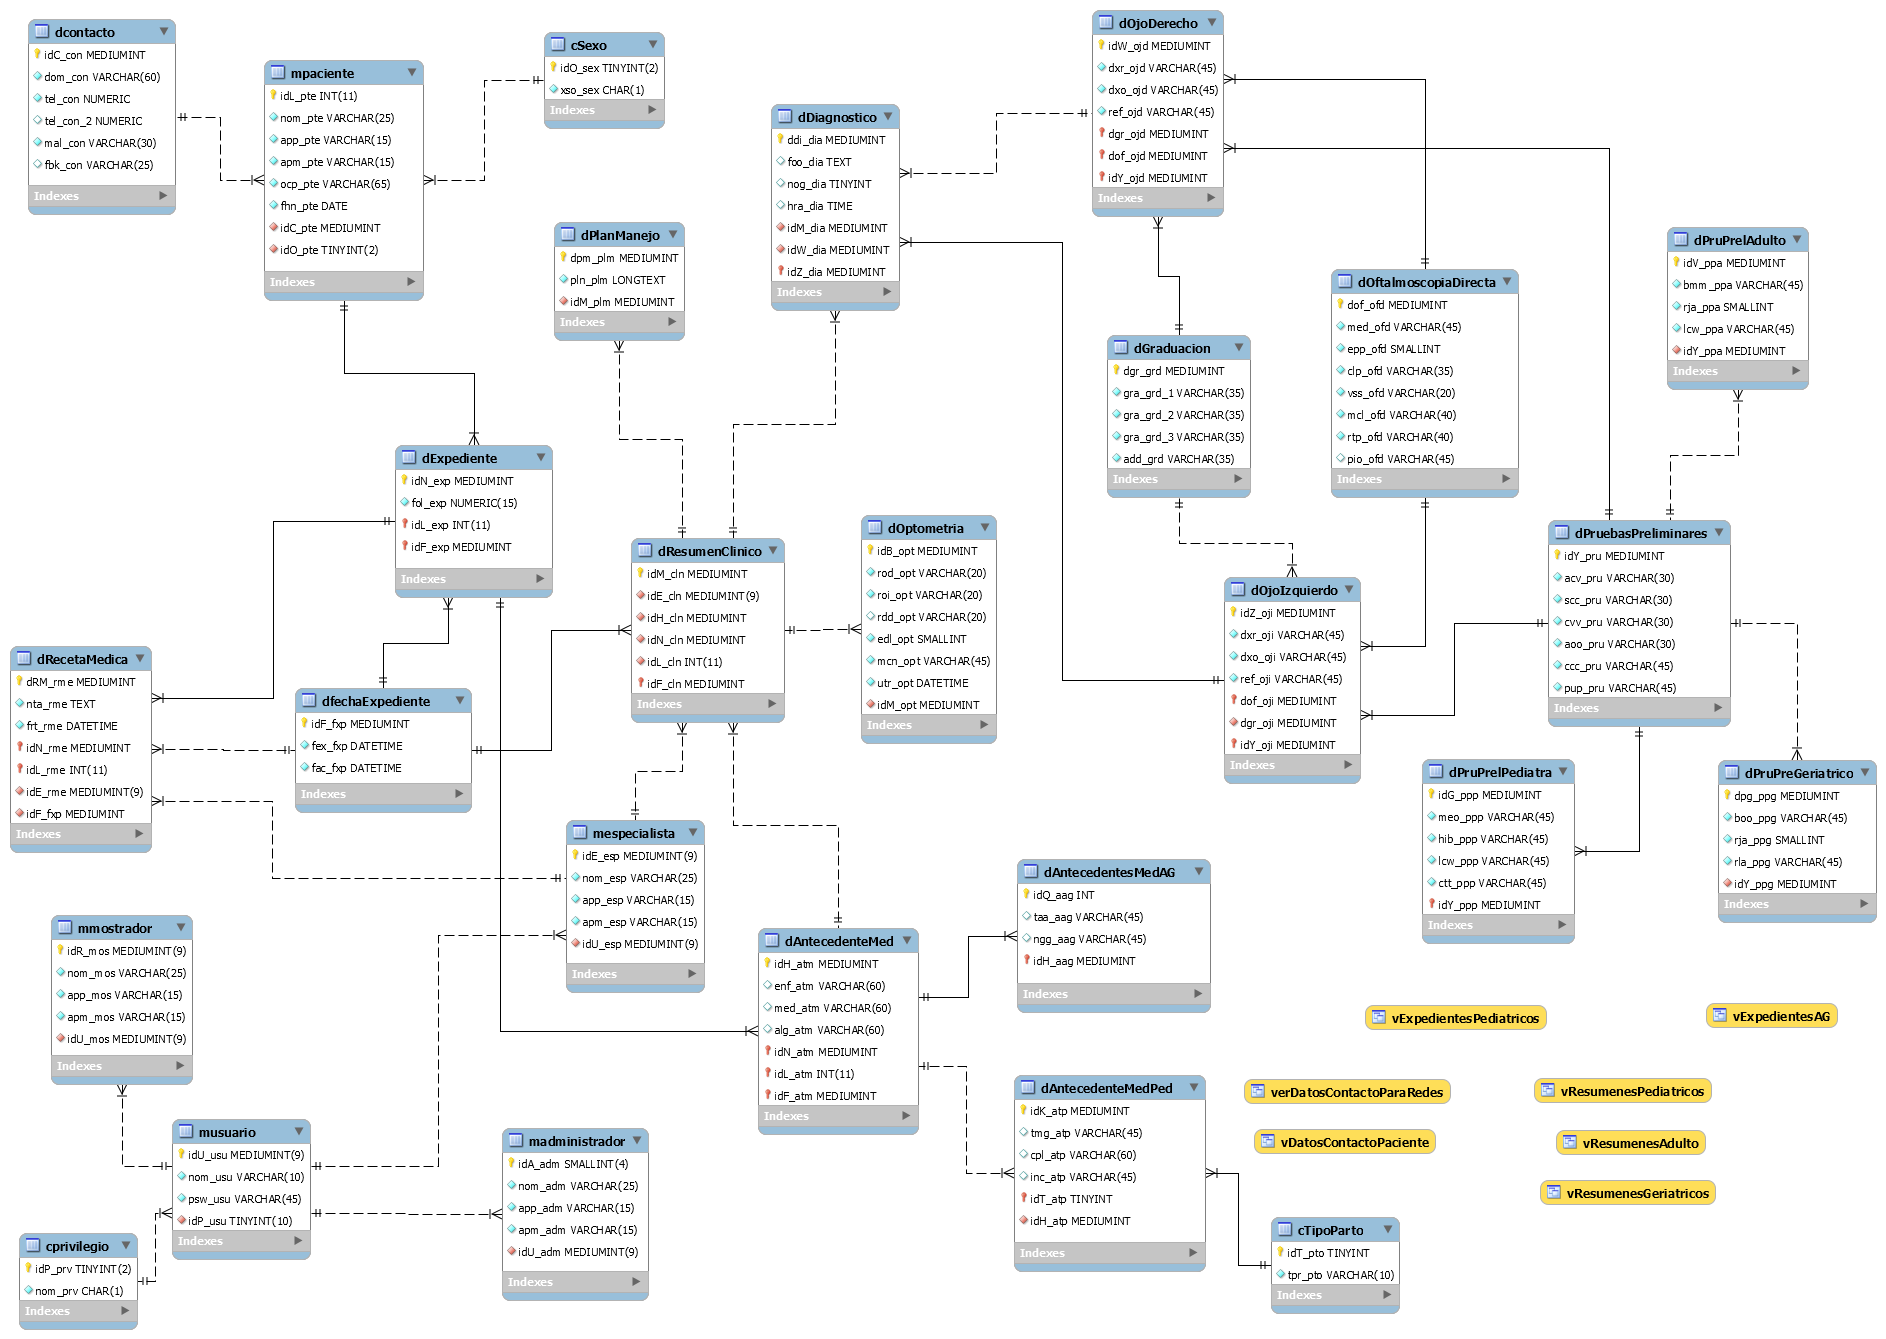 dcontacto
idC_con MEDIUMINT
dom_con VARCHAR(60)
tel_con NUMERIC
tel_con_2 NUMERIC
mal_con VARCHAR(30)
fbk_con VARCHAR(25)
Indexes
mpaciente
idL_pte INT(11)
nom_pte VARCHAR(25)
app_pte VARCHAR(15)
apm_pte VARCHAR(15)
ocp_pte VARCHAR(65)
fhn_pte DATE
idC_pte MEDIUMINT
idO_pte TINYINT(2)
Indexes
cSexo
idO_sex TINYINT(2)
xso_sex CHAR(1)
Indexes
dPlanManejo
dpm_plm MEDIUMINT
pln_plm LONGTEXT
idM_plm MEDIUMINT
Indexes
dDiagnostico
ddi_dia MEDIUMINT
foo_dia TEXT
nog_dia TINYINT
hra_dia TIME
idM_dia MEDIUMINT
idW_dia MEDIUMINT
idZ_dia MEDIUMINT
Indexes
dOjoDerecho
idW_ojd MEDIUMINT
dxr_ojd VARCHAR(45)
dxo_ojd VARCHAR(45)
ref_ojd VARCHAR(45)
dgr_ojd MEDIUMINT
dof_ojd MEDIUMINT
idY_ojd MEDIUMINT
Indexes
dGraduacion
dgr_grd MEDIUMINT
gra_grd_1 VARCHAR(35)
gra_grd_2 VARCHAR(35)
gra_grd_3 VARCHAR(35)
add_grd VARCHAR(35)
Indexes
dOftalmoscopiaDirecta
dof_ofd MEDIUMINT
med_ofd VARCHAR(45)
epp_ofd SMALLINT
clp_ofd VARCHAR(35)
vss_ofd VARCHAR(20)
mcl_ofd VARCHAR(40)
rtp_ofd VARCHAR(40)
pio_ofd VARCHAR(45)
Indexes
dPruPrelAdulto
idV_ppa MEDIUMINT
bmm_ppa VARCHAR(45)
rja_ppa SMALLINT
lcw_ppa VARCHAR(45)
idY_ppa MEDIUMINT
Indexes
dExpediente
idN_exp MEDIUMINT
fol_exp NUMERIC(15)
idL_exp INT(11)
idF_exp MEDIUMINT
Indexes
dResumenClinico
idM_cln MEDIUMINT
idE_cln MEDIUMINT(9)
idH_cln MEDIUMINT
idN_cln MEDIUMINT
idL_cln INT(11)
idF_cln MEDIUMINT
Indexes
dOptometria
idB_opt MEDIUMINT
rod_opt VARCHAR(20)
roi_opt VARCHAR(20)
rdd_opt VARCHAR(20)
edl_opt SMALLINT
mcn_opt VARCHAR(45)
utr_opt DATETIME
idM_opt MEDIUMINT
Indexes
dOjoIzquierdo
idZ_oji MEDIUMINT
dxr_oji VARCHAR(45)
dxo_oji VARCHAR(45)
ref_oji VARCHAR(45)
dof_oji MEDIUMINT
dgr_oji MEDIUMINT
idY_oji MEDIUMINT
Indexes
dPruebasPreliminares
idY_pru MEDIUMINT
acv_pru VARCHAR(30)
scc_pru VARCHAR(30)
cvv_pru VARCHAR(30)
aoo_pru VARCHAR(30)
ccc_pru VARCHAR(45)
pup_pru VARCHAR(45)
Indexes
dRecetaMedica
dRM_rme MEDIUMINT
nta_rme TEXT
frt_rme DATETIME
idN_rme MEDIUMINT
idL_rme INT(11)
idE_rme MEDIUMINT(9)
idF_fxp MEDIUMINT
Indexes
dfechaExpediente
idF_fxp MEDIUMINT
fex_fxp DATETIME
fac_fxp DATETIME
Indexes
mespecialista
idE_esp MEDIUMINT(9)
nom_esp VARCHAR(25)
app_esp VARCHAR(15)
apm_esp VARCHAR(15)
idU_esp MEDIUMINT(9)
Indexes
dPruPrelPediatra
idG_ppp MEDIUMINT
meo_ppp VARCHAR(45)
hib_ppp VARCHAR(45)
lcw_ppp VARCHAR(45)
ctt_ppp VARCHAR(45)
idY_ppp MEDIUMINT
Indexes
dPruPreGeriatrico
dpg_ppg MEDIUMINT
boo_ppg VARCHAR(45)
rja_ppg SMALLINT
rla_ppg VARCHAR(45)
idY_ppg MEDIUMINT
Indexes
mmostrador
idR_mos MEDIUMINT(9)
nom_mos VARCHAR(25)
app_mos VARCHAR(15)
apm_mos VARCHAR(15)
idU_mos MEDIUMINT(9)
Indexes
dAntecedenteMed
idH_atm MEDIUMINT
enf_atm VARCHAR(60)
med_atm VARCHAR(60)
alg_atm VARCHAR(60)
idN_atm MEDIUMINT
idL_atm INT(11)
idF_atm MEDIUMINT
Indexes
dAntecedentesMedAG
idQ_aag INT
taa_aag VARCHAR(45)
ngg_aag VARCHAR(45)
idH_aag MEDIUMINT
Indexes
vExpedientesPediatricos
vExpedientesAG
musuario
idU_usu MEDIUMINT(9)
nom_usu VARCHAR(10)
psw_usu VARCHAR(45)
idP_usu TINYINT(10)
Indexes
madministrador
idA_adm SMALLINT(4)
nom_adm VARCHAR(25)
app_adm VARCHAR(15)
apm_adm VARCHAR(15)
idU_adm MEDIUMINT(9)
Indexes
dAntecedenteMedPed
idK_atp MEDIUMINT
tmg_atp VARCHAR(45)
cpl_atp VARCHAR(60)
inc_atp VARCHAR(45)
idT_atp TINYINT
idH_atp MEDIUMINT
Indexes
verDatosContactoParaRedes
vResumenesPediatricos
vDatosContactoPaciente
vResumenesAdulto
vResumenesGeriatricos
cprivilegio
idP_prv TINYINT(2)
nom_prv CHAR(1)
Indexes
cTipoParto
idT_pto TINYINT
tpr_pto VARCHAR(10)
Indexes